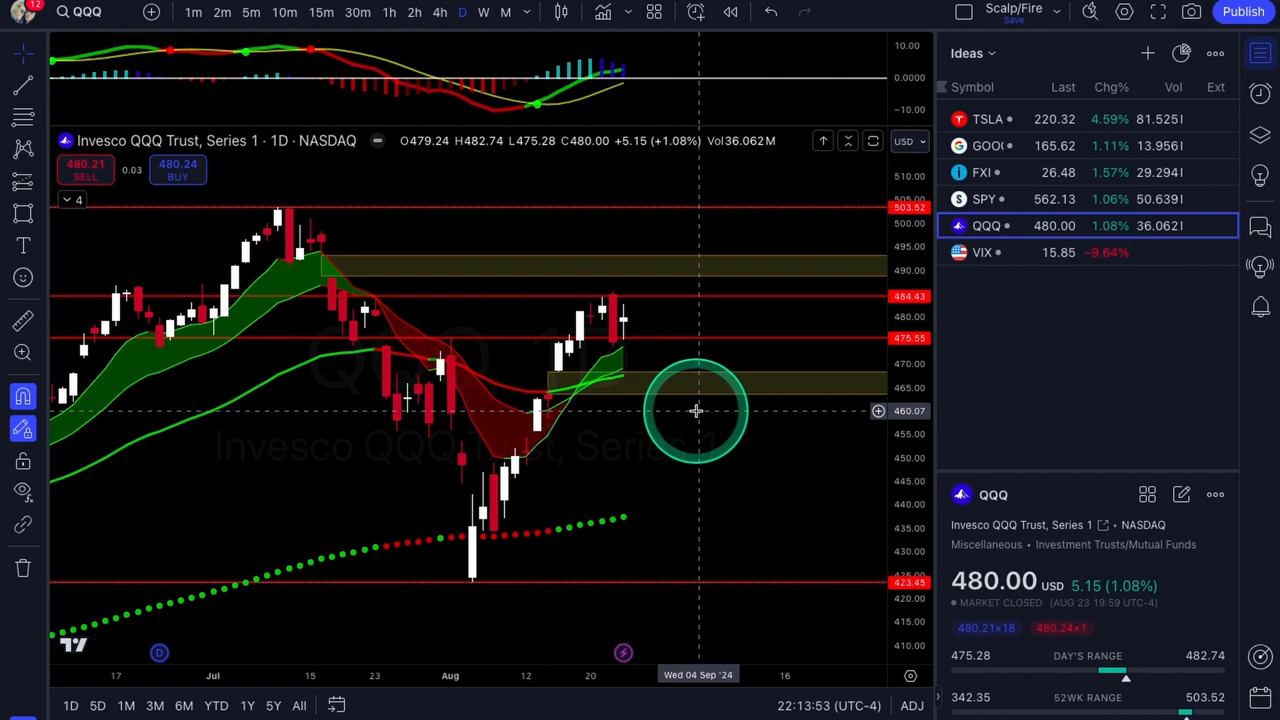 12
QQQ
1m 2m 5m 10m 15m 30m 1h 2h 4h D W M
Scalp/Fire
Save
Publish
10.00
0.0000
−10.00
Invesco QQQ Trust, Series 1 · 1D · NASDAQ
O479.24 H482.74 L475.28 C480.00 +5.15 (+1.08%) Vol36.062M
USD
480.21
SELL
0.03
480.24
BUY
4
510.00
503.52
500.00
495.00
490.00
484.43
480.00
475.55
470.00
465.00
460.07
455.00
450.00
445.00
440.00
435.00
430.00
425.00
423.45
420.00
415.00
410.00
QQQ, 1D
Invesco QQQ Trust, Series 1
D
17 Jul 15 23 Aug 12 20 Wed 04 Sep '24 16
1D 5D 1M 3M 6M YTD 1Y 5Y All
22:13:53 (UTC-4)
ADJ
Ideas
Symbol Last Chg% Vol Ext
TSLA 220.32 4.59% 81.525
GOO 165.62 1.11% 13.956
FXI 26.48 1.57% 29.294
SPY 562.13 1.06% 50.639
QQQ 480.00 1.08% 36.062
VIX 15.85 −9.64%
QQQ
Invesco QQQ Trust, Series 1 • NASDAQ
Miscellaneous • Investment Trusts/Mutual Funds
480.00 USD 5.15 (1.08%)
MARKET CLOSED (AUG 23 19:59 UTC-4)
480.21×18 480.24×1
475.28 DAY'S RANGE 482.74
342.35 52WK RANGE 503.52